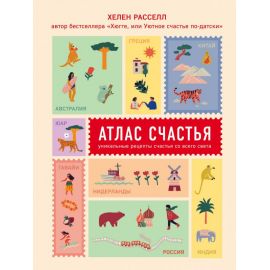 ХЕЛЕН РАССЕЛЛ
автор бестселлера «Хюгге, или Уютное счастье по-датски»
ГРЕЦИЯ
КИТАЙ
АВСТРАЛИЯ
ЮАР
АТЛАС СЧАСТЬЯ
уникальные рецепты счастья со всего света
ГАВАЙИ
НИДЕРЛАНДЫ
РОССИЯ
ИНДИЯ